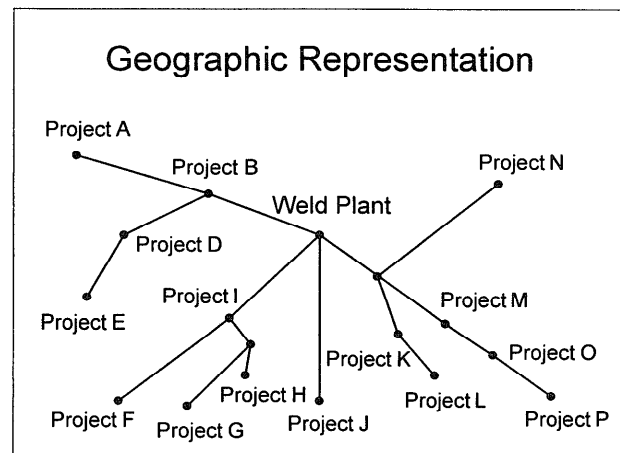 Geographic Representation
Project A
Project B
Project N
Weld Plant
Project D
Project I
Project E
Project M
Project O
Project K
Project H
Project L
Project F
Project G
Project J
Project P